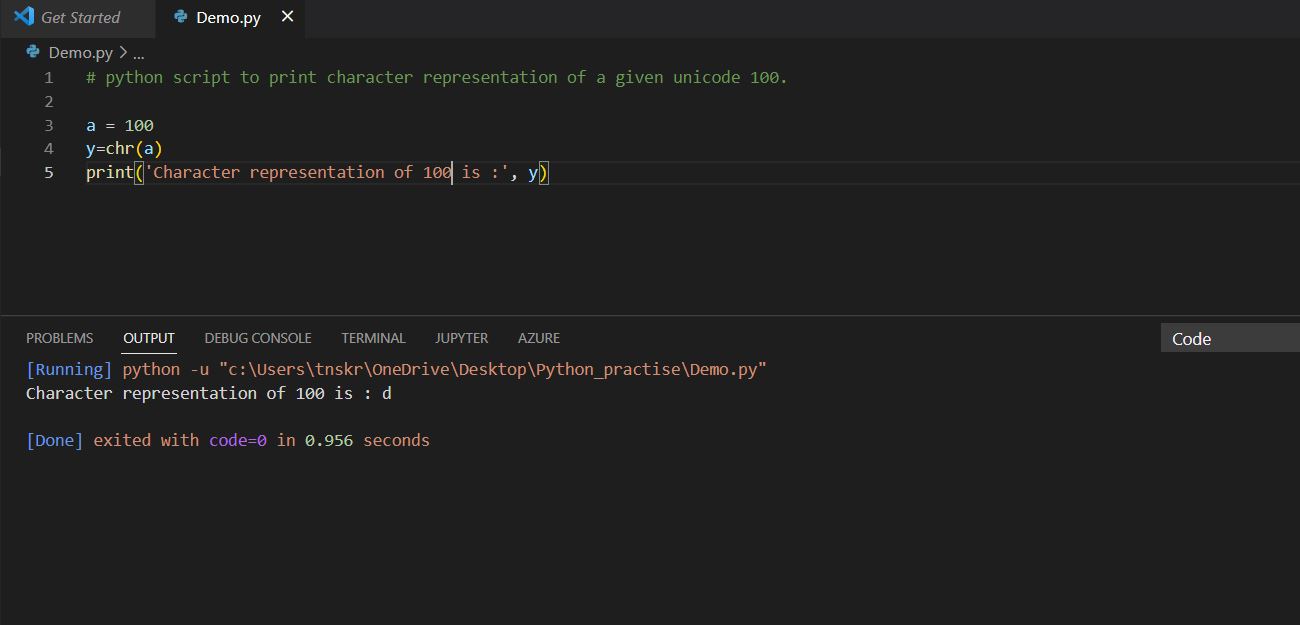 Get Started Demo.py ×
Demo.py > ...
1 # python script to print character representation of a given unicode 100.
2
3 a = 100
4 y=chr(a)
5 print('Character representation of 100 is :', y)
PROBLEMS OUTPUT DEBUG CONSOLE TERMINAL JUPYTER AZURE Code
[Running] python -u "c:\Users\tnskr\OneDrive\Desktop\Python_practise\Demo.py"
Character representation of 100 is : d
[Done] exited with code=0 in 0.956 seconds